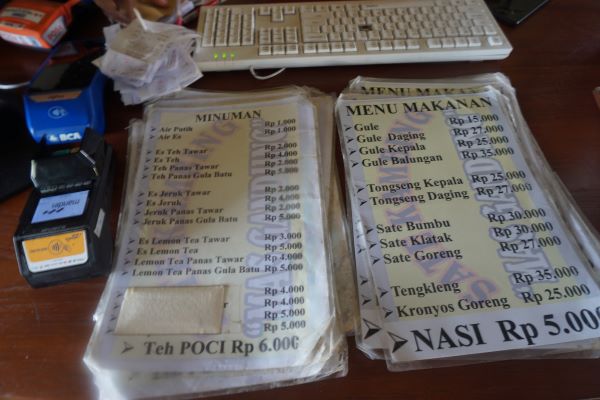 BCA
mandiri
MINUMAN
Air Putih Rp 1.000
Air Es Rp 1.000
Es Teh Tawar Rp 2.000
Es Teh Rp 4.000
Teh Panas Tawar Rp 2.000
Teh Panas Gula Batu Rp 5.000
Es Jeruk Tawar Rp 2.000
Es Jeruk Rp 4.000
Jeruk Panas Tawar Rp 2.000
Jeruk Panas Gula Batu Rp 5.000
Es Lemon Tea Tawar Rp 3.000
Es Lemon Tea Rp 5.000
Lemon Tea Panas Tawar Rp 4.000
Lemon Tea Panas Gula Batu Rp 5.000
Rp 4.000
Rp 4.000
Rp 5.000
Rp 5.000
Teh POCI Rp 6.000
MENU MAKANAN
MENU MAKANAN
Gule Rp 15.000
Gule Daging Rp 27.000
Gule Kepala Rp 25.000
Gule Balungan Rp 35.000
Tongseng Kepala Rp 25.000
Tongseng Daging Rp 27.000
Sate Bumbu Rp 30.000
Sate Klatak Rp 30.000
Sate Goreng Rp 27.000
Tengkleng Rp 35.000
Kronyos Goreng Rp 25.000
NASI Rp 5.000